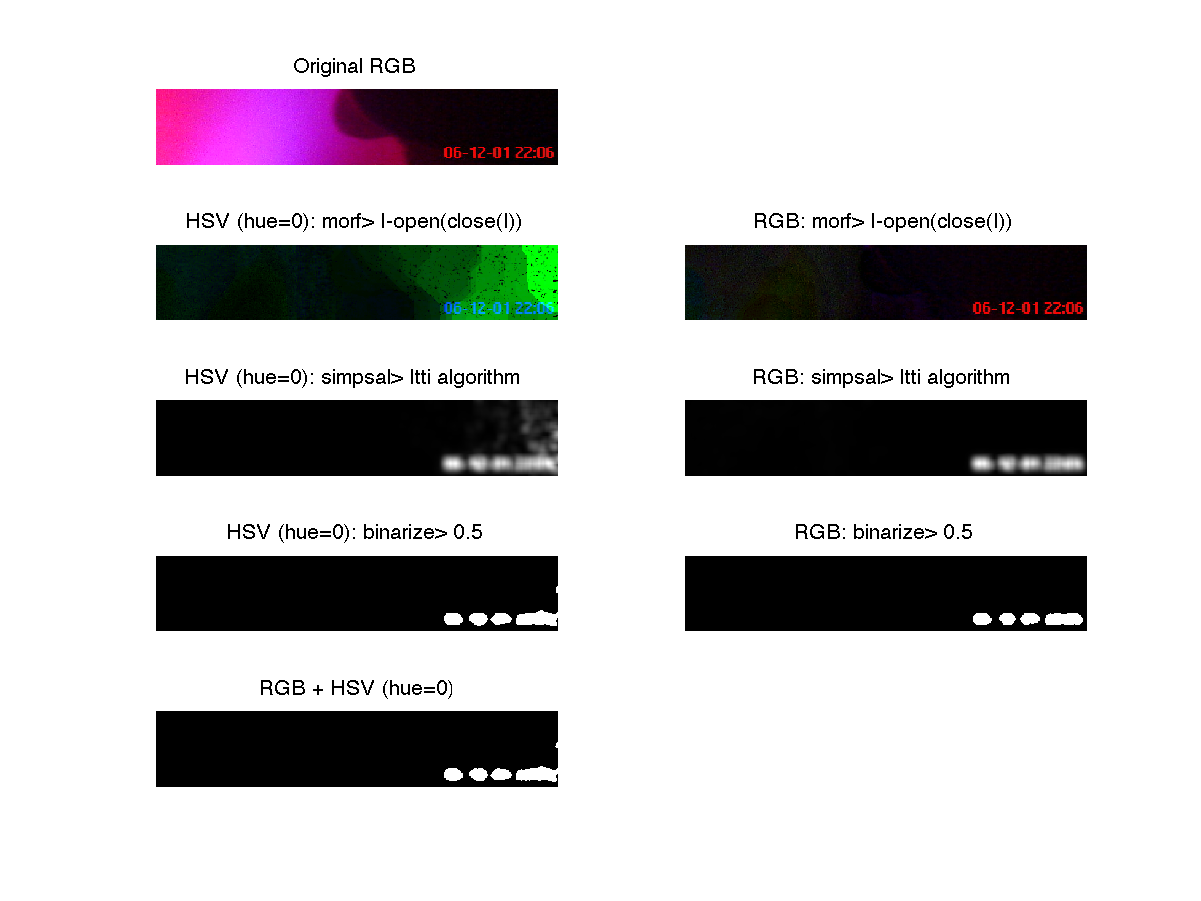 Original RGB
06-12-01 22:06
HSV (hue=0): morf> I-open(close(I))
RGB: morf> I-open(close(I))
06-12-01 22:06
06-12-01 22:06
HSV (hue=0): simpsal> Itti algorithm
RGB: simpsal> Itti algorithm
HSV (hue=0): binarize> 0.5
RGB: binarize> 0.5
RGB + HSV (hue=0)